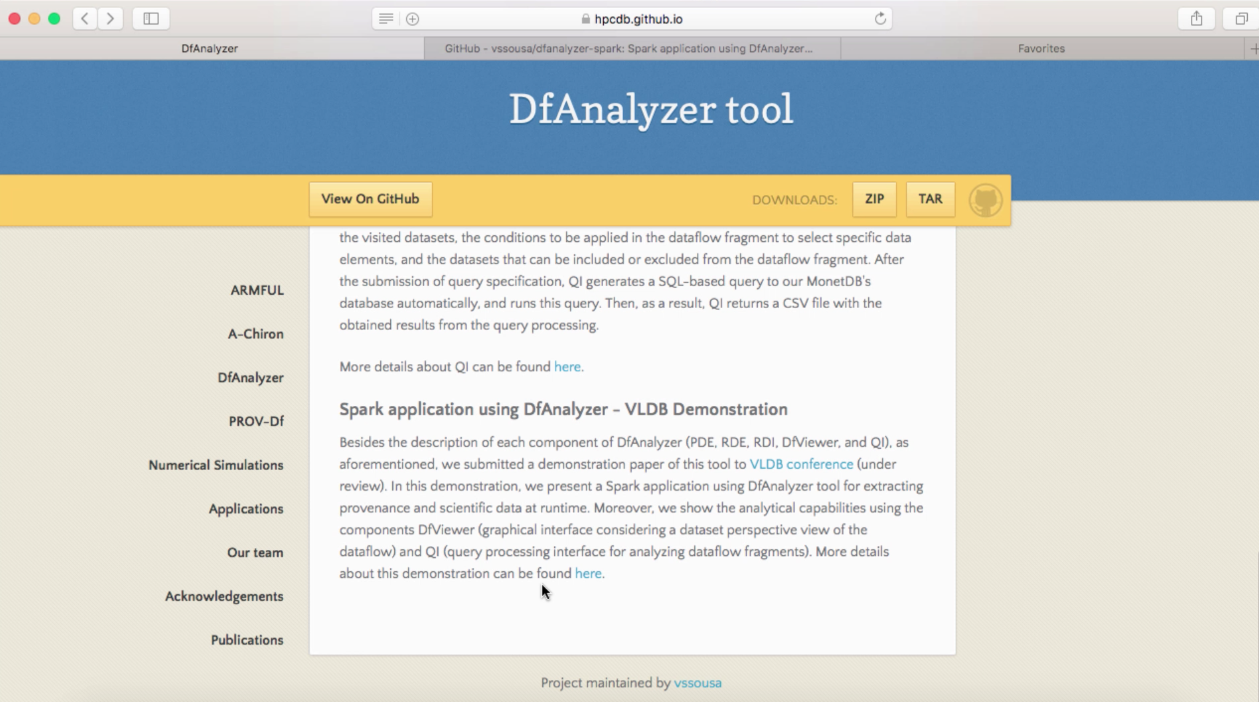 hpcdb.github.io
DfAnalyzer
GitHub - vssousa/dfanalyzer-spark: Spark application using DfAnalyzer...
Favorites
DfAnalyzer tool
View On GitHub
DOWNLOADS:
ZIP
TAR
the visited datasets, the conditions to be applied in the dataflow fragment to select specific data
elements, and the datasets that can be included or excluded from the dataflow fragment. After
the submission of query specification, QI generates a SQL-based query to our MonetDB's
database automatically, and runs this query. Then, as a result, QI returns a CSV file with the
obtained results from the query processing.
More details about QI can be found here.
Spark application using DfAnalyzer – VLDB Demonstration
Besides the description of each component of DfAnalyzer (PDE, RDE, RDI, DfViewer, and QI), as
aforementioned, we submitted a demonstration paper of this tool to VLDB conference (under
review). In this demonstration, we present a Spark application using DfAnalyzer tool for extracting
provenance and scientific data at runtime. Moreover, we show the analytical capabilities using the
components DfViewer (graphical interface considering a dataset perspective view of the
dataflow) and QI (query processing interface for analyzing dataflow fragments). More details
about this demonstration can be found here.
ARMFUL
A-Chiron
DfAnalyzer
PROV-Df
Numerical Simulations
Applications
Our team
Acknowledgements
Publications
Project maintained by vssousa